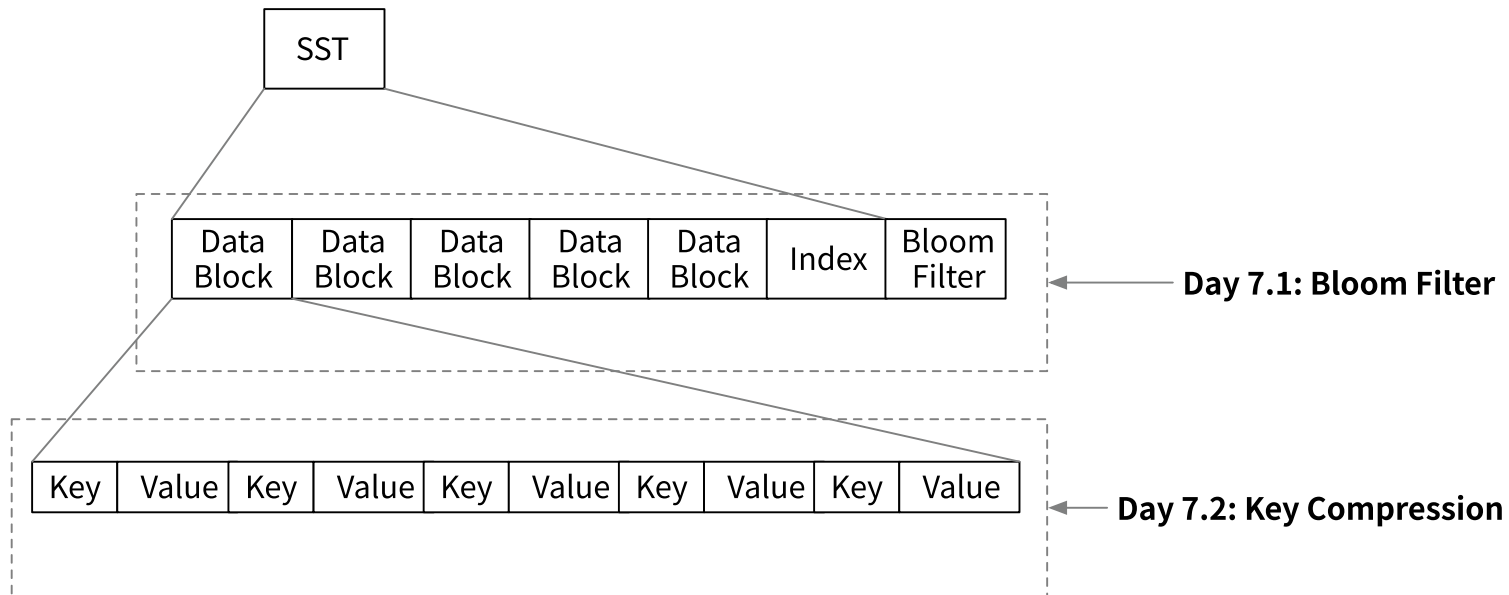 SST
Data
Block
Data
Block
Data
Block
Data
Block
Data
Block
Index
Bloom
Filter
Day 7.1: Bloom Filter
Key
Value
Key
Value
Key
Value
Key
Value
Key
Value
Day 7.2: Key Compression